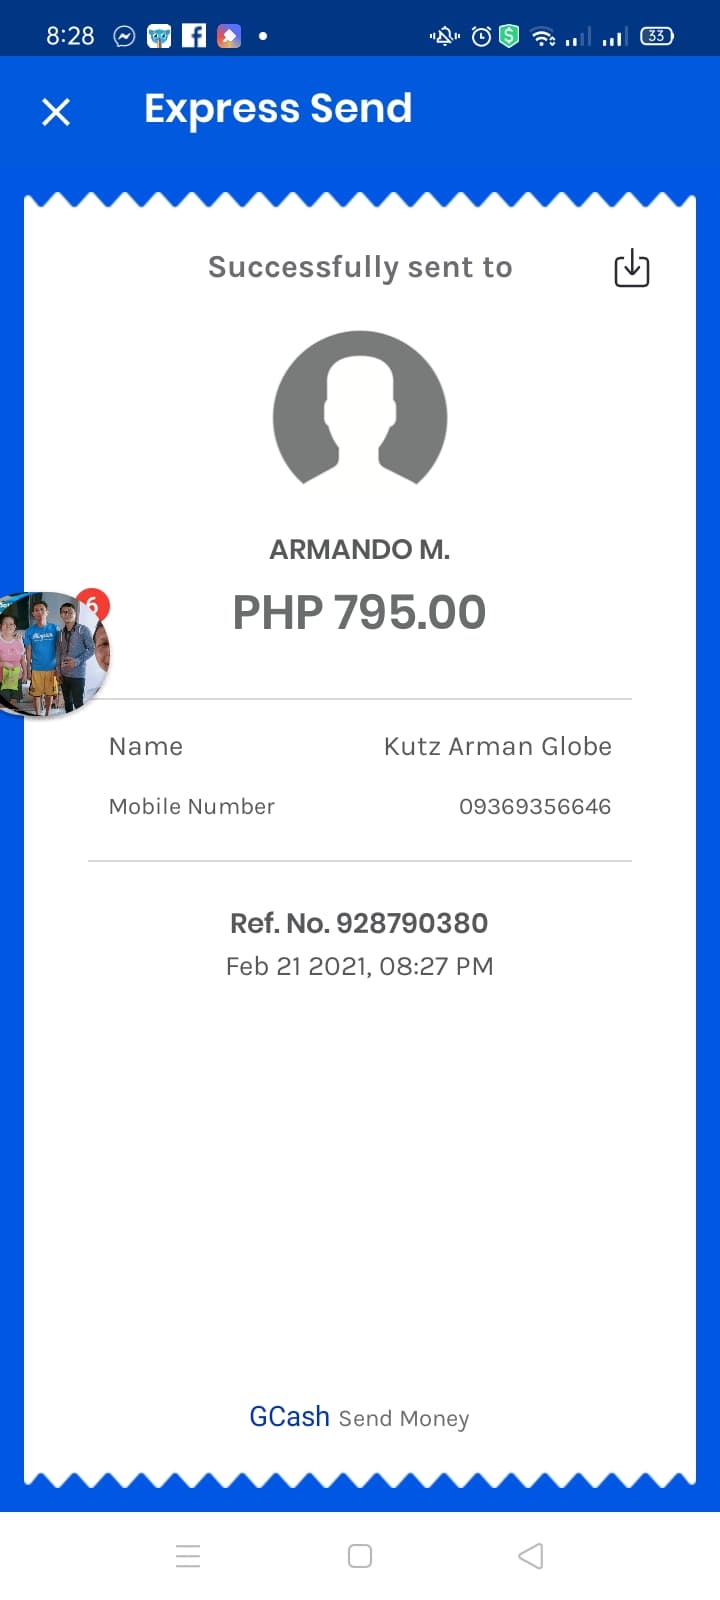 8:28
33
Express Send
Successfully sent to
ARMANDO M.
6
PHP 795.00
Name Kutz Arman Globe
Mobile Number 09369356646
Ref. No. 928790380
Feb 21 2021, 08:27 PM
GCash Send Money